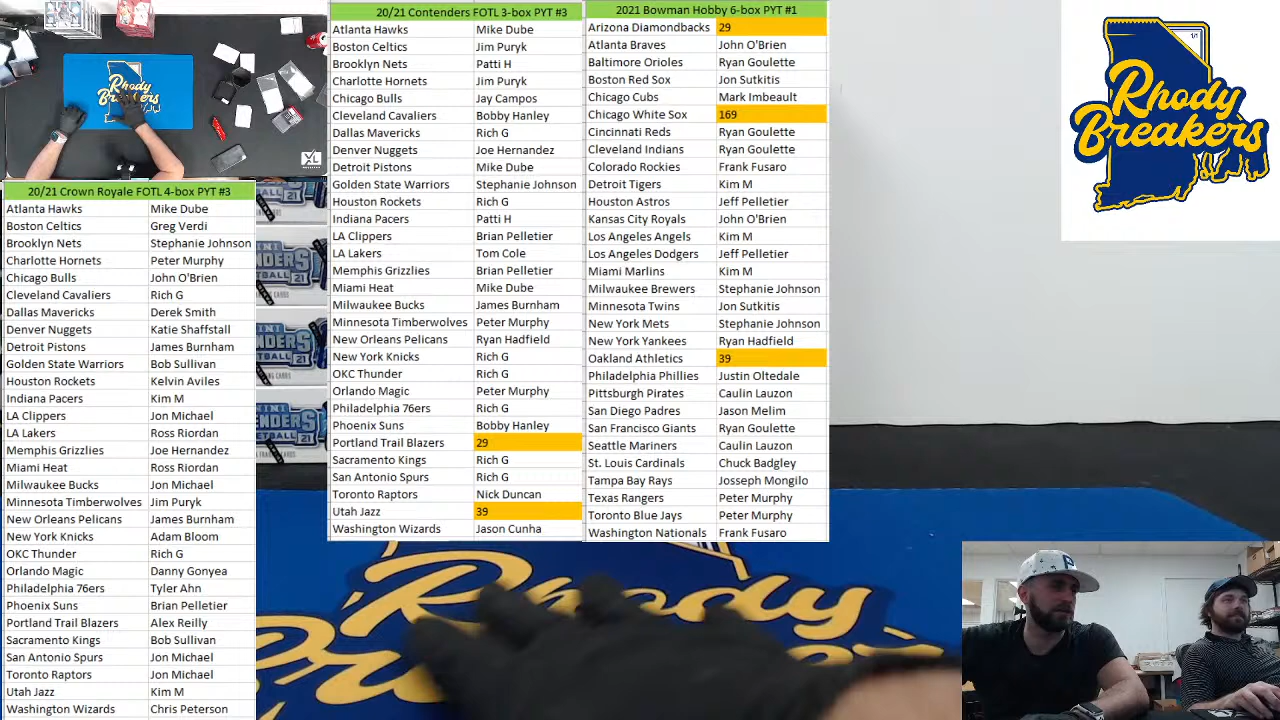 20/21 Contenders FOTL 3-box PYT #3
Atlanta Hawks Mike Dube
Boston Celtics Jim Puryk
Brooklyn Nets Patti H
Charlotte Hornets Jim Puryk
Chicago Bulls Jay Campos
Cleveland Cavaliers Bobby Hanley
Dallas Mavericks Rich G
Denver Nuggets Joe Hernandez
Detroit Pistons Mike Dube
Golden State Warriors Stephanie Johnson
Houston Rockets Rich G
Indiana Pacers Patti H
LA Clippers Brian Pelletier
LA Lakers Tom Cole
Memphis Grizzlies Brian Pelletier
Miami Heat Mike Dube
Milwaukee Bucks James Burnham
Minnesota Timberwolves Peter Murphy
New Orleans Pelicans Ryan Hadfield
New York Knicks Rich G
OKC Thunder Rich G
Orlando Magic Peter Murphy
Philadelphia 76ers Rich G
Phoenix Suns Bobby Hanley
Portland Trail Blazers 29
Sacramento Kings Rich G
San Antonio Spurs Rich G
Toronto Raptors Nick Duncan
Utah Jazz 39
Washington Wizards Jason Cunha
2021 Bowman Hobby 6-box PYT #1
Arizona Diamondbacks 29
Atlanta Braves John O'Brien
Baltimore Orioles Ryan Goulette
Boston Red Sox Jon Sutkitis
Chicago Cubs Mark Imbeault
Chicago White Sox 169
Cincinnati Reds Ryan Goulette
Cleveland Indians Ryan Goulette
Colorado Rockies Frank Fusaro
Detroit Tigers Kim M
Houston Astros Jeff Pelletier
Kansas City Royals John O'Brien
Los Angeles Angels Kim M
Los Angeles Dodgers Jeff Pelletier
Miami Marlins Kim M
Milwaukee Brewers Stephanie Johnson
Minnesota Twins Jon Sutkitis
New York Mets Stephanie Johnson
New York Yankees Ryan Hadfield
Oakland Athletics 39
Philadelphia Phillies Justin Oltedale
Pittsburgh Pirates Caulin Lauzon
San Diego Padres Jason Melim
San Francisco Giants Ryan Goulette
Seattle Mariners Caulin Lauzon
St. Louis Cardinals Chuck Badgley
Tampa Bay Rays Josseph Mongilo
Texas Rangers Peter Murphy
Toronto Blue Jays Peter Murphy
Washington Nationals Frank Fusaro
20/21 Crown Royale FOTL 4-box PYT #3
Atlanta Hawks Mike Dube
Boston Celtics Greg Verdi
Brooklyn Nets Stephanie Johnson
Charlotte Hornets Peter Murphy
Chicago Bulls John O'Brien
Cleveland Cavaliers Rich G
Dallas Mavericks Derek Smith
Denver Nuggets Katie Shaffstall
Detroit Pistons James Burnham
Golden State Warriors Bob Sullivan
Houston Rockets Kelvin Aviles
Indiana Pacers Kim M
LA Clippers Jon Michael
LA Lakers Ross Riordan
Memphis Grizzlies Joe Hernandez
Miami Heat Ross Riordan
Milwaukee Bucks Jon Michael
Minnesota Timberwolves Jim Puryk
New Orleans Pelicans James Burnham
New York Knicks Adam Bloom
OKC Thunder Rich G
Orlando Magic Danny Gonyea
Philadelphia 76ers Tyler Ahn
Phoenix Suns Brian Pelletier
Portland Trail Blazers Alex Reilly
Sacramento Kings Bob Sullivan
San Antonio Spurs Jon Michael
Toronto Raptors Jon Michael
Utah Jazz Kim M
Washington Wizards Chris Peterson
Rhody
Breakers
EST. 20
1/1
Rhody
Breakers
XL
Rhody